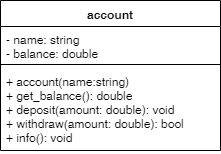 account
- name: string
- balance: double
+ account(name:string)
+ get_balance(): double
+ deposit(amount: double): void
+ withdraw(amount: double): bool
+ info(): void